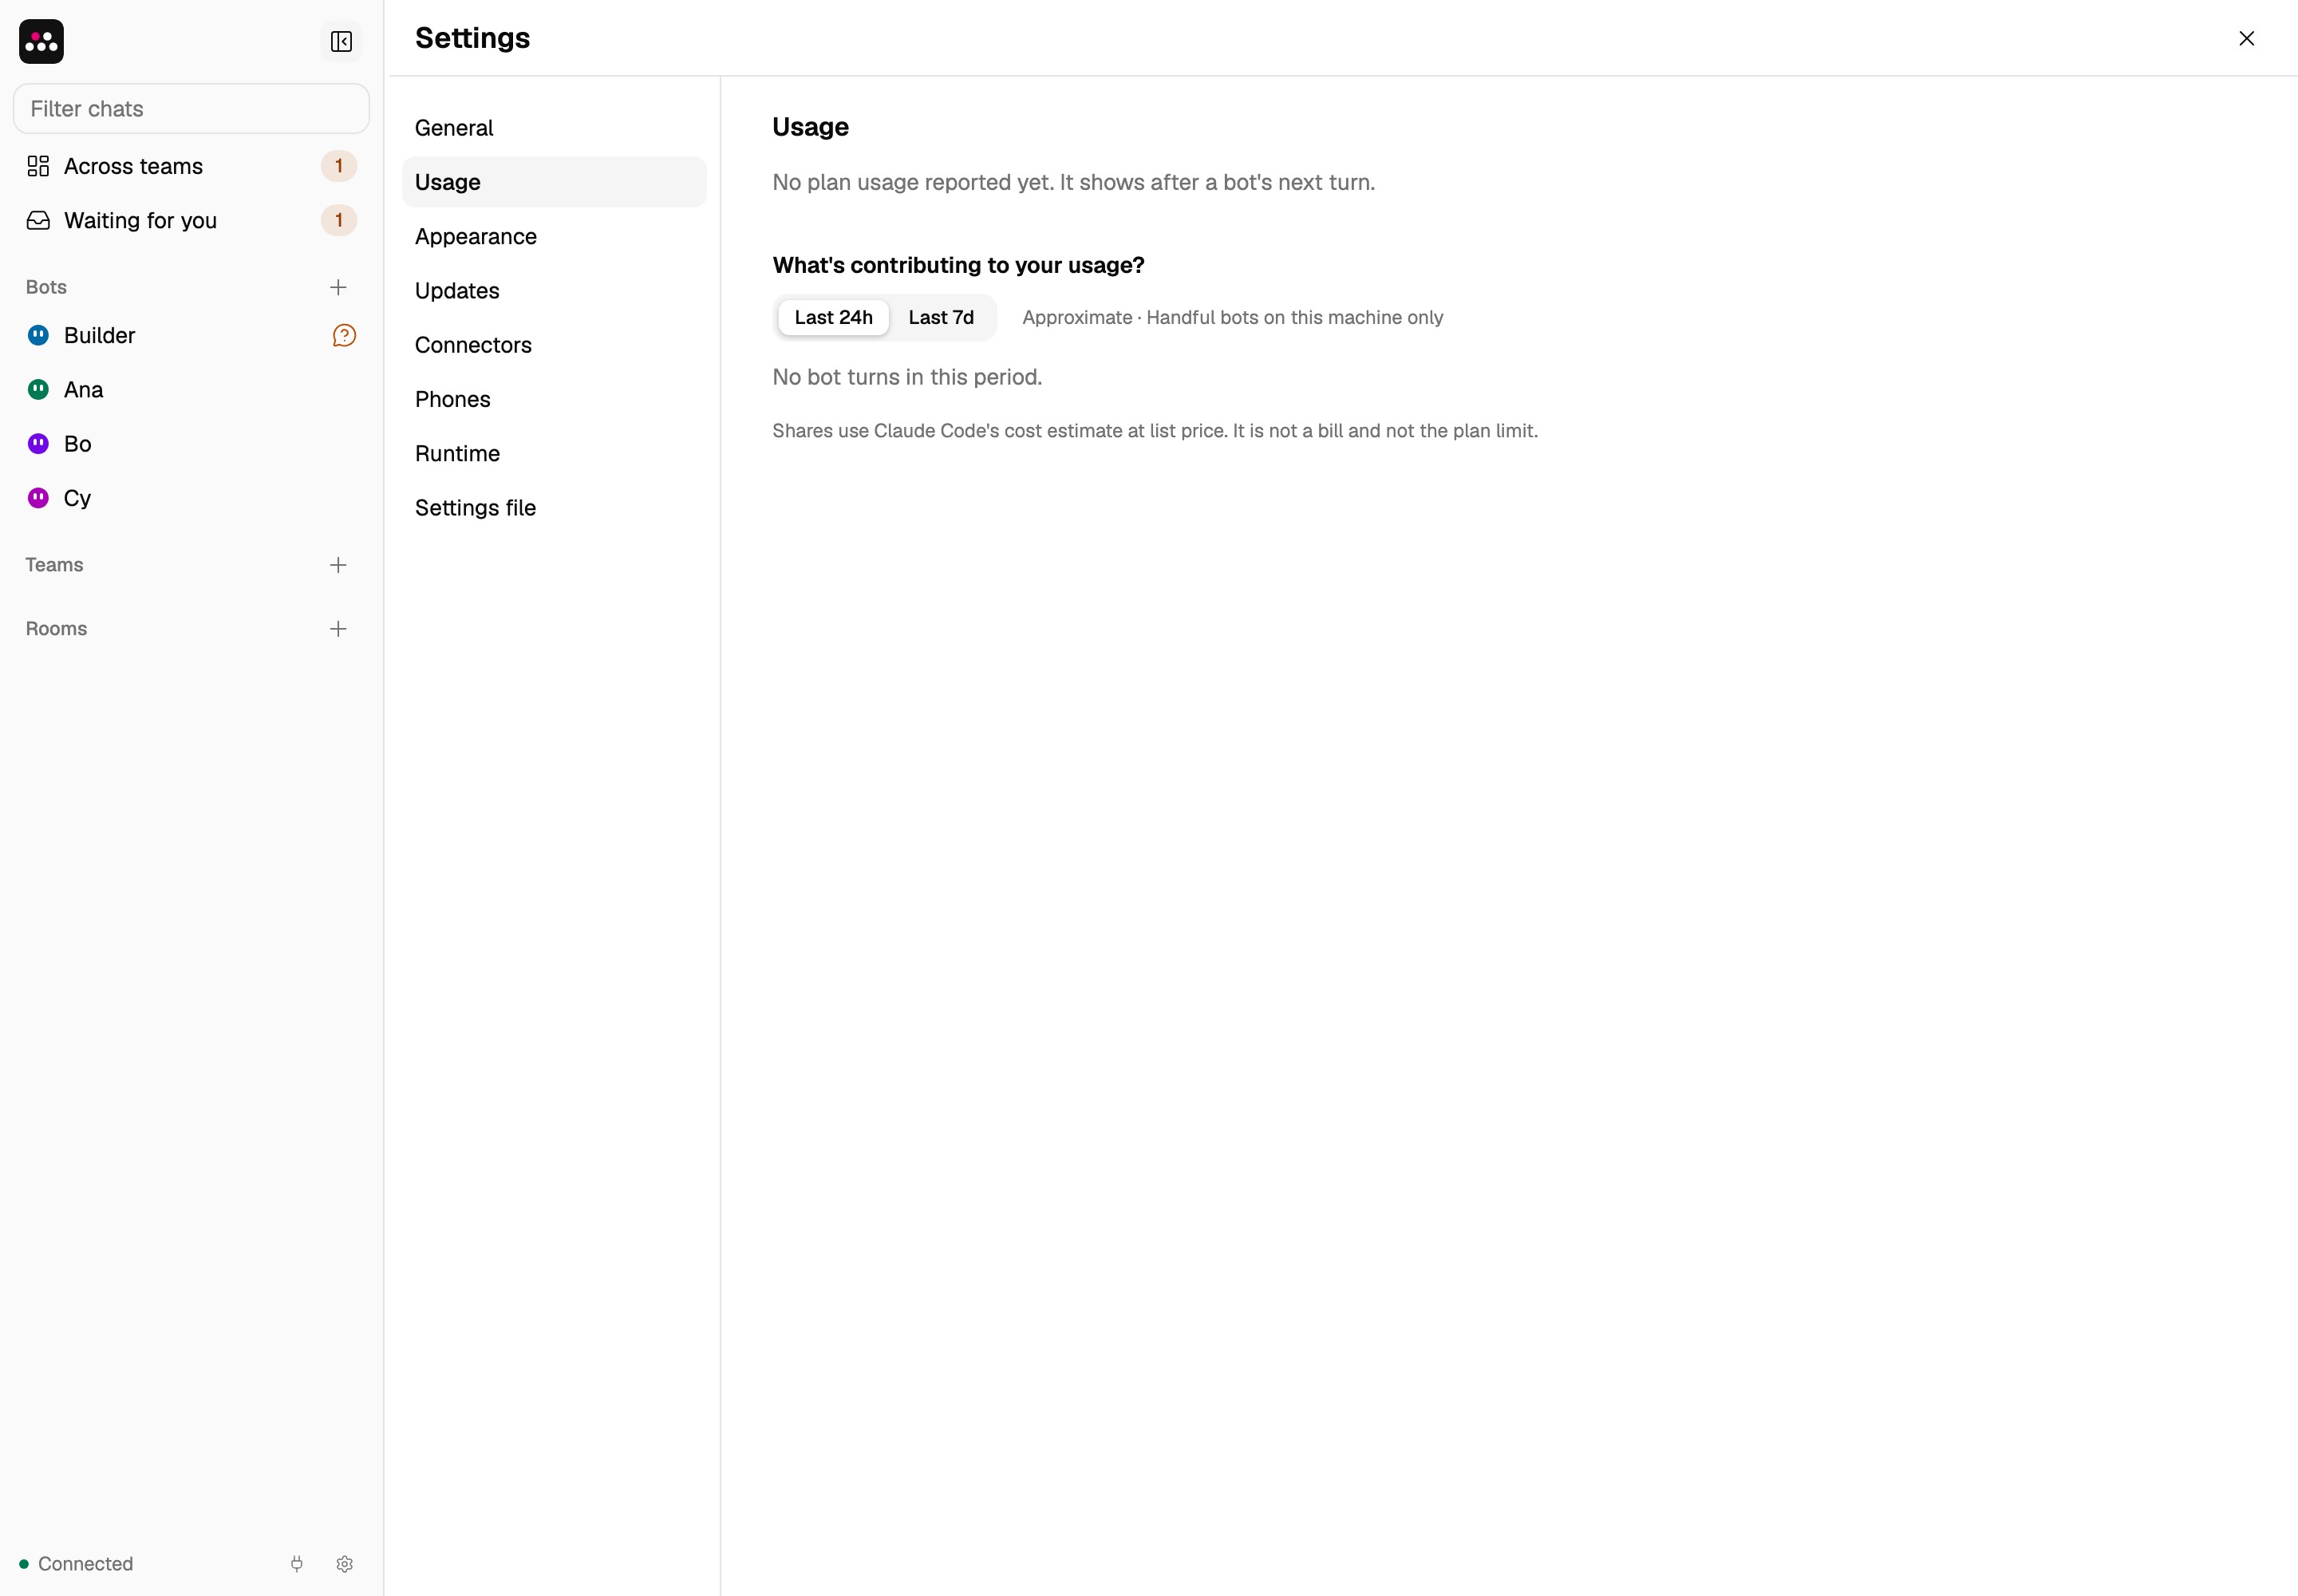 Settings
Filter chats
Across teams 1
Waiting for you 1
Bots
Builder
Ana
Bo
Cy
Teams
Rooms
Connected
General
Usage
Appearance
Updates
Connectors
Phones
Runtime
Settings file
Usage
No plan usage reported yet. It shows after a bot's next turn.
What's contributing to your usage?
Last 24h Last 7d Approximate · Handful bots on this machine only
No bot turns in this period.
Shares use Claude Code's cost estimate at list price. It is not a bill and not the plan limit.